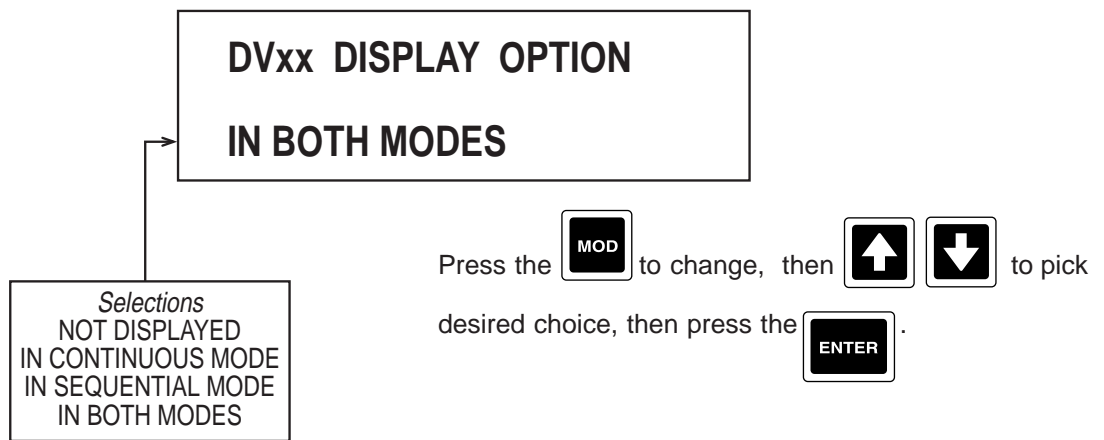 DVxx DISPLAY OPTION
IN BOTH MODES
Press the MOD to change, then to pick
desired choice, then press the ENTER .
Selections
NOT DISPLAYED
IN CONTINUOUS MODE
IN SEQUENTIAL MODE
IN BOTH MODES